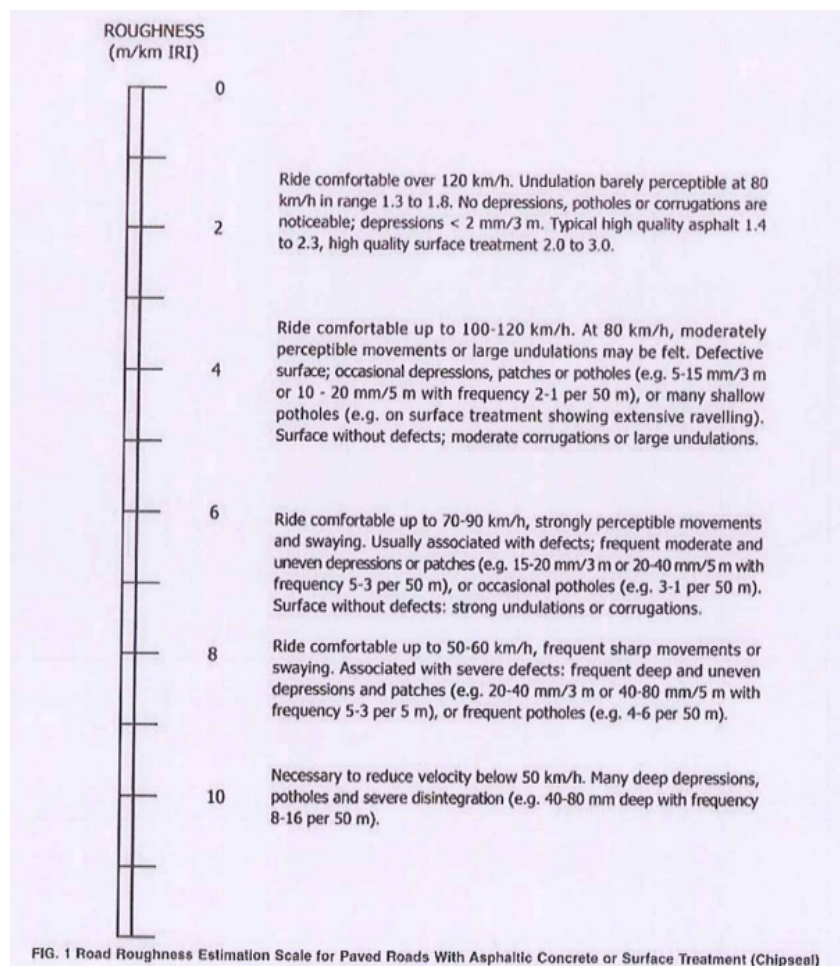 ROUGHNESS
(m/km IRI)
0
Ride comfortable over 120 km/h. Undulation barely perceptible at 80
km/h in range 1.3 to 1.8. No depressions, potholes or corrugations are
noticeable; depressions < 2 mm/3 m. Typical high quality asphalt 1.4
to 2.3, high quality surface treatment 2.0 to 3.0.
2
Ride comfortable up to 100-120 km/h. At 80 km/h, moderately
perceptible movements or large undulations may be felt. Defective
surface; occasional depressions, patches or potholes (e.g. 5-15 mm/3 m
or 10 - 20 mm/5 m with frequency 2-1 per 50 m), or many shallow
potholes (e.g. on surface treatment showing extensive ravelling).
Surface without defects; moderate corrugations or large undulations.
4
6
Ride comfortable up to 70-90 km/h, strongly perceptible movements
and swaying. Usually associated with defects; frequent moderate and
uneven depressions or patches (e.g. 15-20 mm/3 m or 20-40 mm/5 m with
frequency 5-3 per 50 m), or occasional potholes (e.g. 3-1 per 50 m).
Surface without defects: strong undulations or corrugations.
8
Ride comfortable up to 50-60 km/h, frequent sharp movements or
swaying. Associated with severe defects: frequent deep and uneven
depressions and patches (e.g. 20-40 mm/3 m or 40-80 mm/5 m with
frequency 5-3 per 5 m), or frequent potholes (e.g. 4-6 per 50 m).
10
Necessary to reduce velocity below 50 km/h. Many deep depressions,
potholes and severe disintegration (e.g. 40-80 mm deep with frequency
8-16 per 50 m).
FIG. 1 Road Roughness Estimation Scale for Paved Roads With Asphaltic Concrete or Surface Treatment (Chipseal)